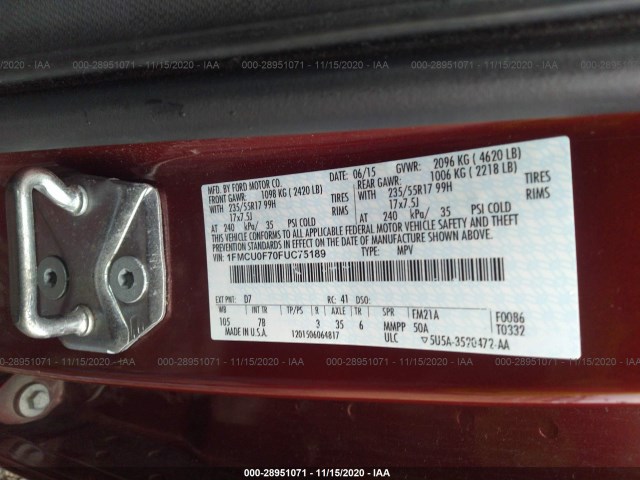 000-28951071 - 11/15/2020 - IAA 000-28951071 - 11/15/2020 - IAA 000-28951071 - 11/15/2020 - IAA
MFD. BY FORD MOTOR CO. DATE: 06/15 GVWR: 2096 KG ( 4620 LB)
FRONT GAWR: 1098 KG ( 2420 LB) REAR GAWR: 1006 KG ( 2218 LB)
WITH 235/55R17 99H TIRES WITH 235/55R17 99H TIRES
17x7.5J RIMS 17x7.5J RIMS
AT 240 kPa/ 35 PSI COLD AT 240 kPa/ 35 PSI COLD
THIS VEHICLE CONFORMS TO ALL APPLICABLE FEDERAL MOTOR VEHICLE SAFETY AND THEFT
PREVENTION STANDARDS IN EFFECT ON THE DATE OF MANUFACTURE SHOWN ABOVE.
VIN: 1FMCU0F70FUC75189 TYPE: MPV
EXT PNT: D7 RC: 41 DSO: F0086
WB INT TR TP/PS R AXLE TR SPR FM21A T0332
105 7B 3 35 6 MMPP 50A
MADE IN U.S.A. 1201506064817 ULC ▽5U5A-3520472-AA
000-28951071 - 11/15/2020 - IAA 000-28951071 - 11/15/2020 - IAA 000-28951071 - 11/15/2020 - IAA
000-28951071 - 11/15/2020 - IAA